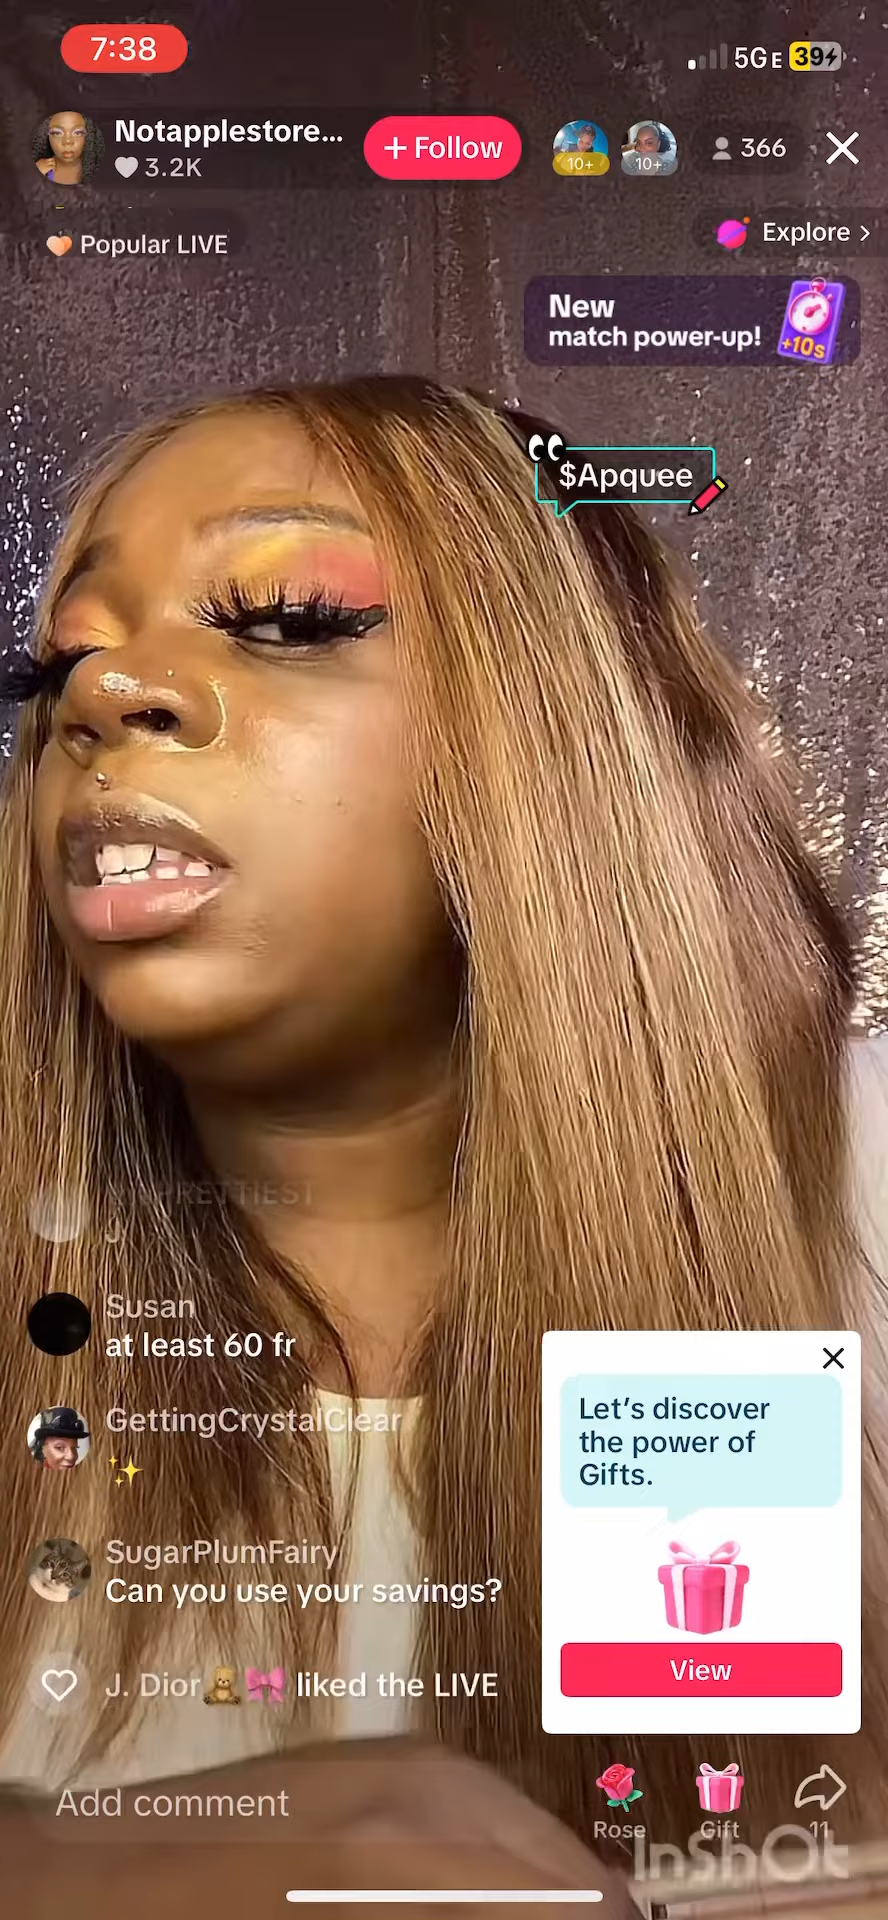 7:38
5G E 39
Notapplestore...
3.2K
+ Follow
10+
10+
366
Popular LIVE
Explore >
New
match power-up!
+10s
$Apquee
PRETTIEST
Susan
at least 60 fr
GettingCrystalClear
SugarPlumFairy
Can you use your savings?
J. Dior liked the LIVE
Let's discover
the power of
Gifts.
View
Add comment
Rose
Gift
11
InShOt